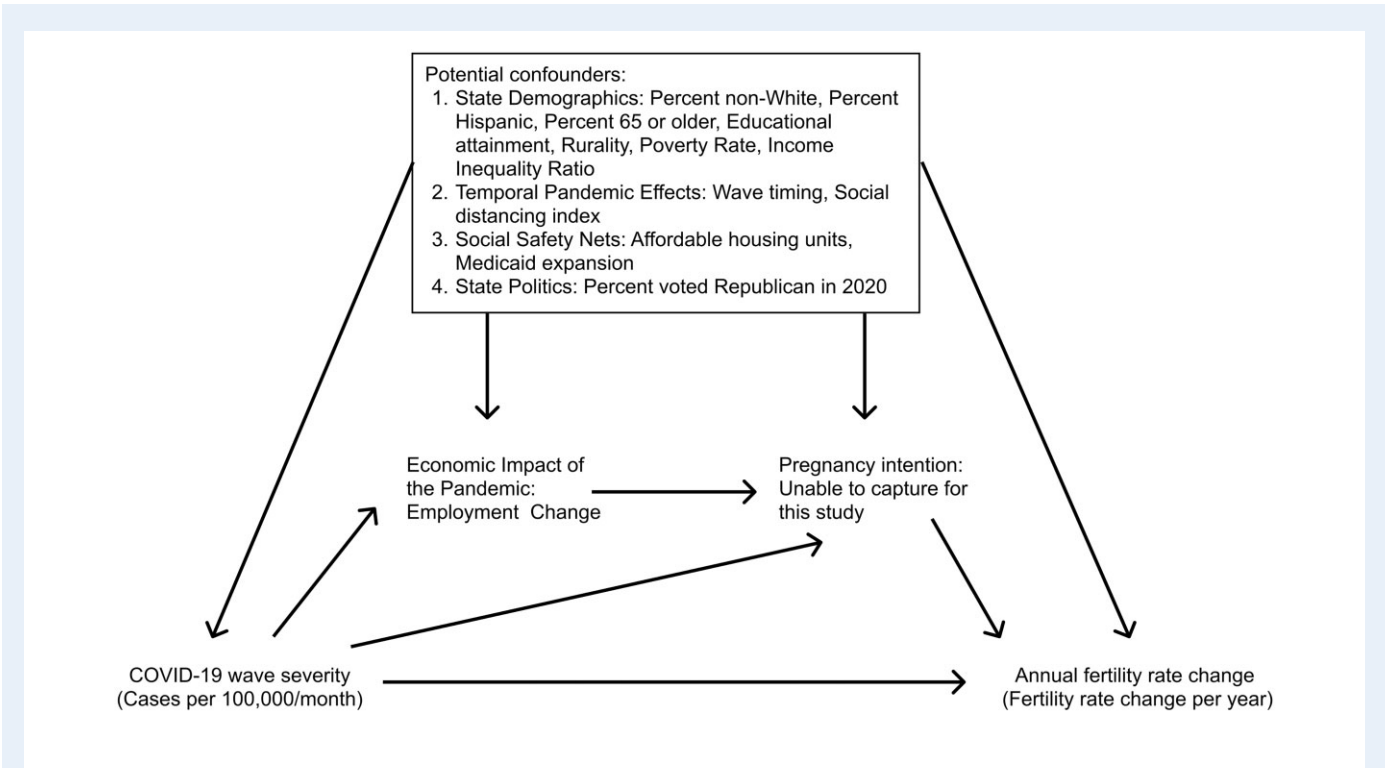 Potential confounders:
1. State Demographics: Percent non-White, Percent
Hispanic, Percent 65 or older, Educational
attainment, Rurality, Poverty Rate, Income
Inequality Ratio
2. Temporal Pandemic Effects: Wave timing, Social
distancing index
3. Social Safety Nets: Affordable housing units,
Medicaid expansion
4. State Politics: Percent voted Republican in 2020
Economic Impact of
the Pandemic:
Employment Change
Pregnancy intention:
Unable to capture for
this study
COVID-19 wave severity
(Cases per 100,000/month)
Annual fertility rate change
(Fertility rate change per year)